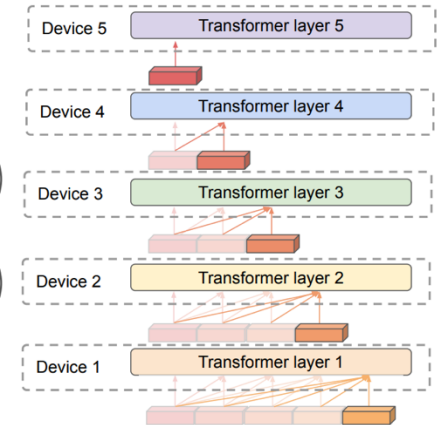 Device 5 Transformer layer 5
Device 4 Transformer layer 4
Device 3 Transformer layer 3
Device 2 Transformer layer 2
Device 1 Transformer layer 1